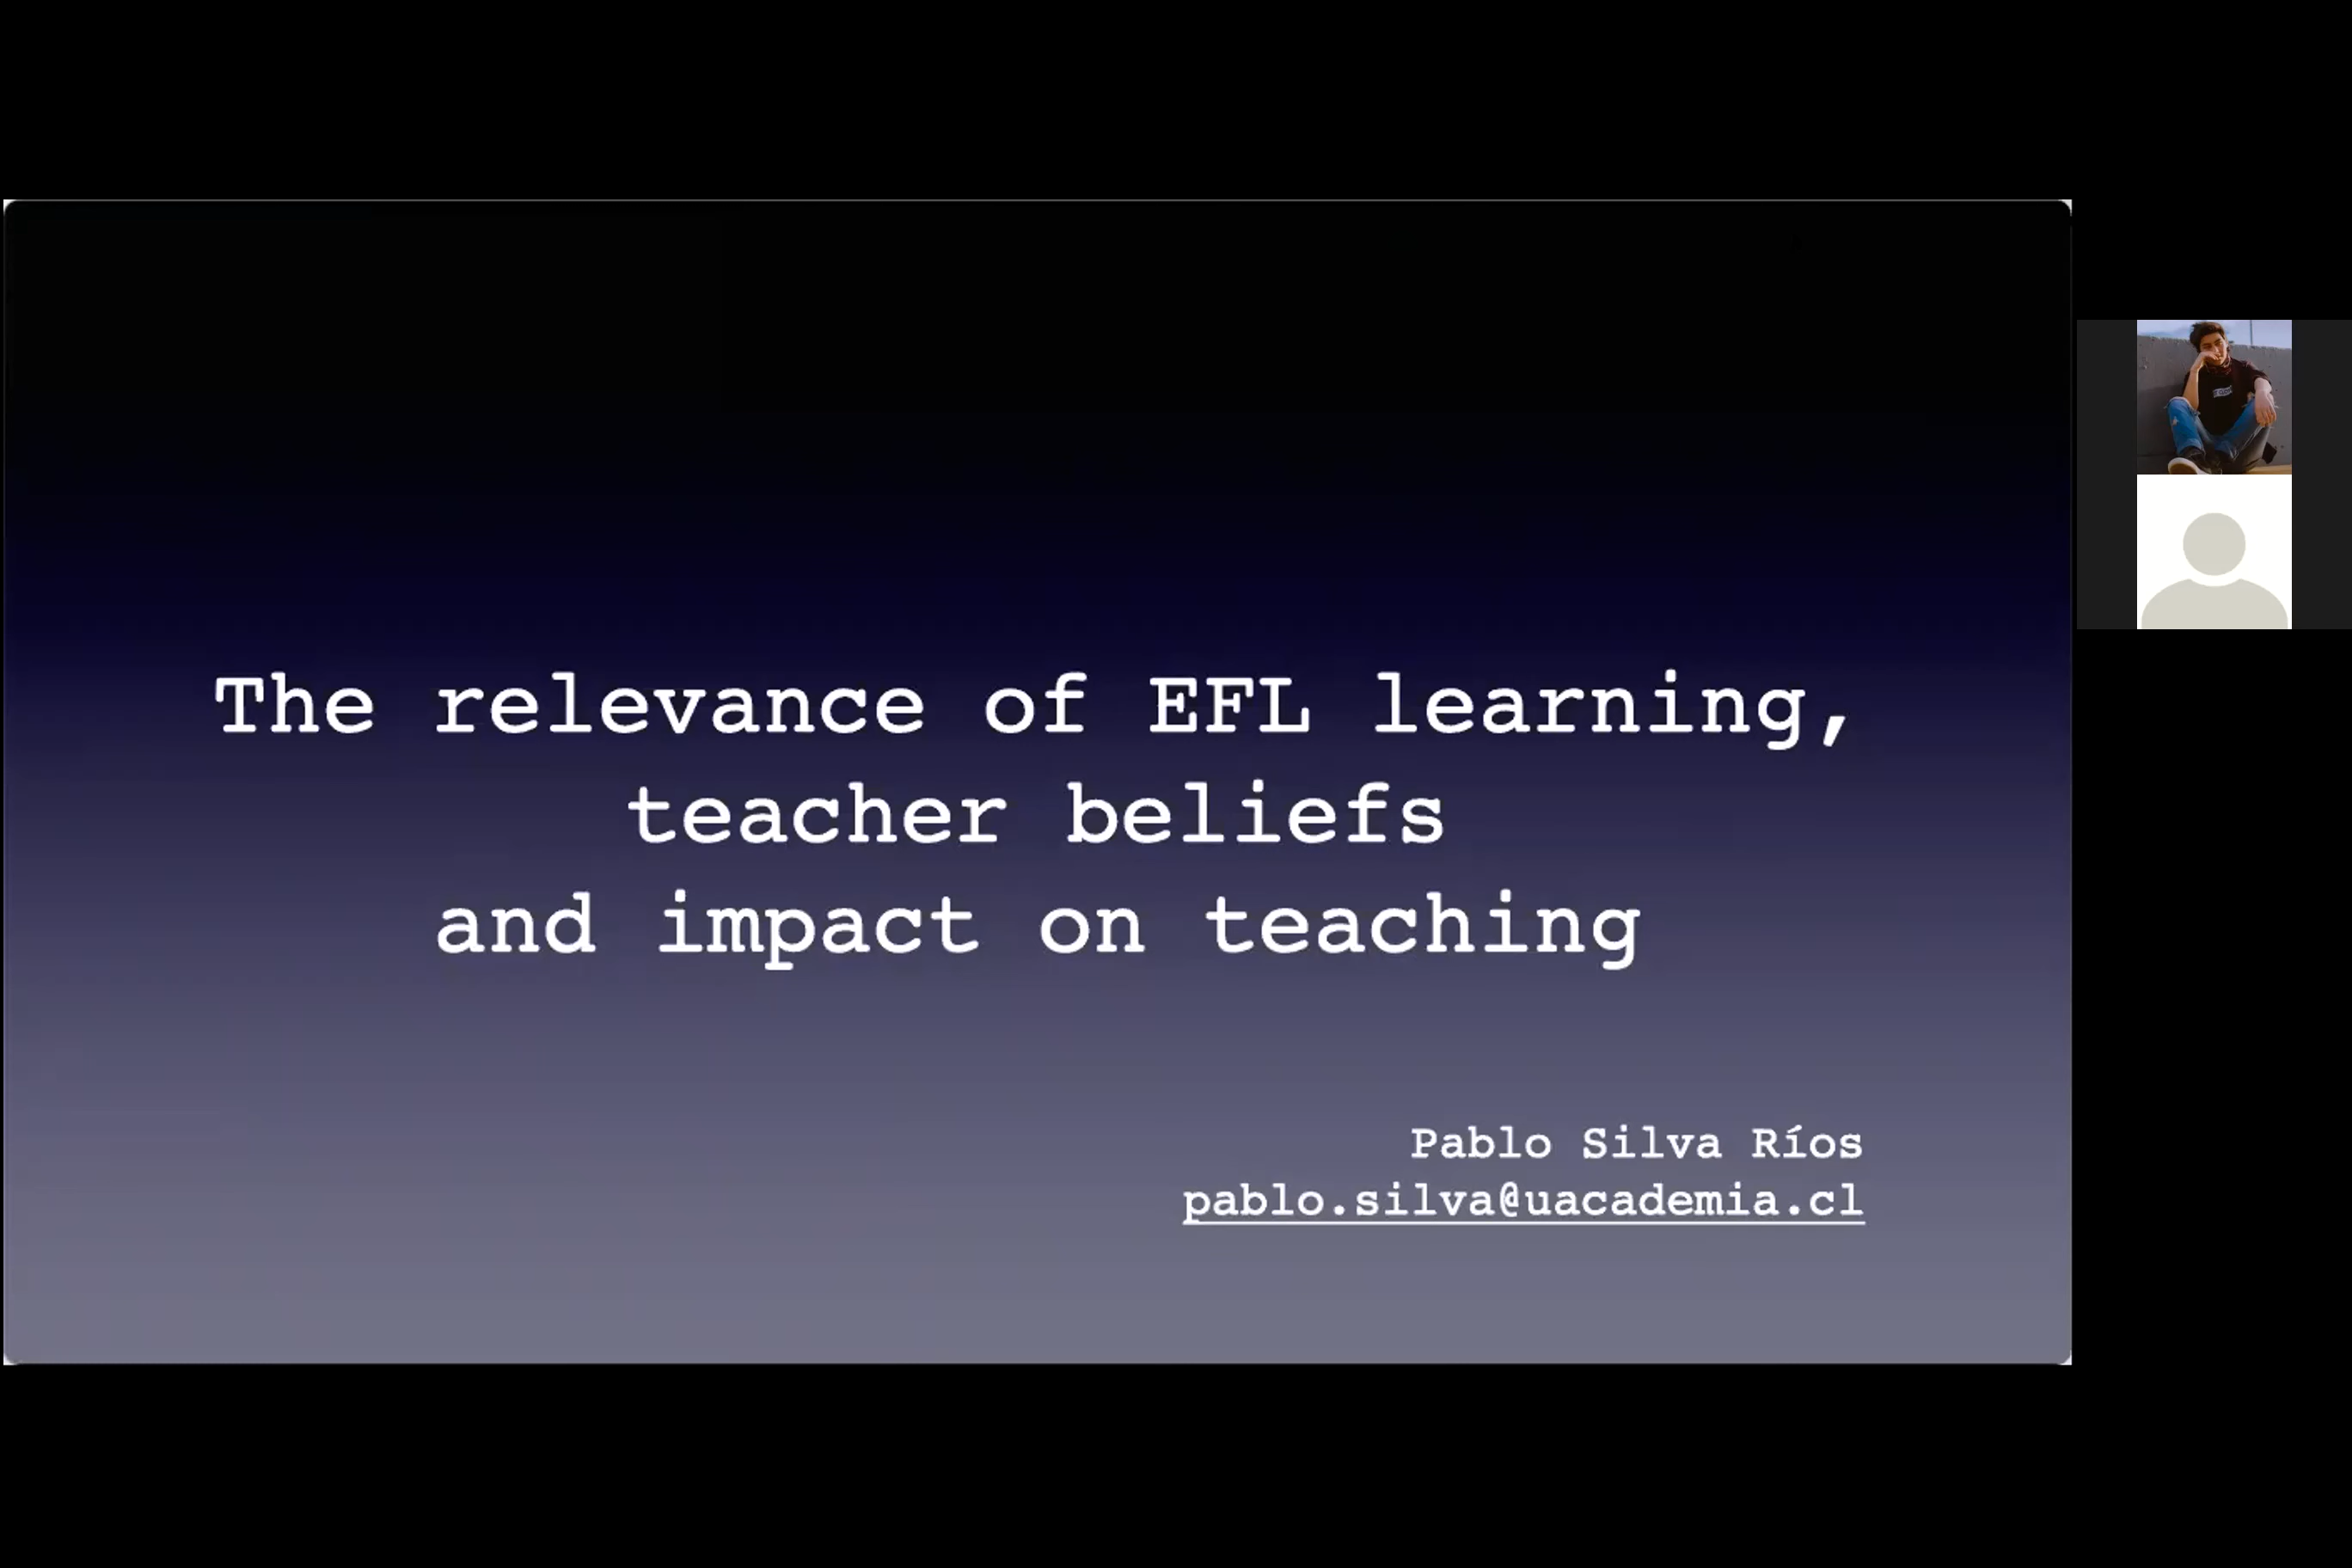 The relevance of EFL learning,
teacher beliefs
and impact on teaching
Pablo Silva Ríos
pablo.silva@uacademia.cl